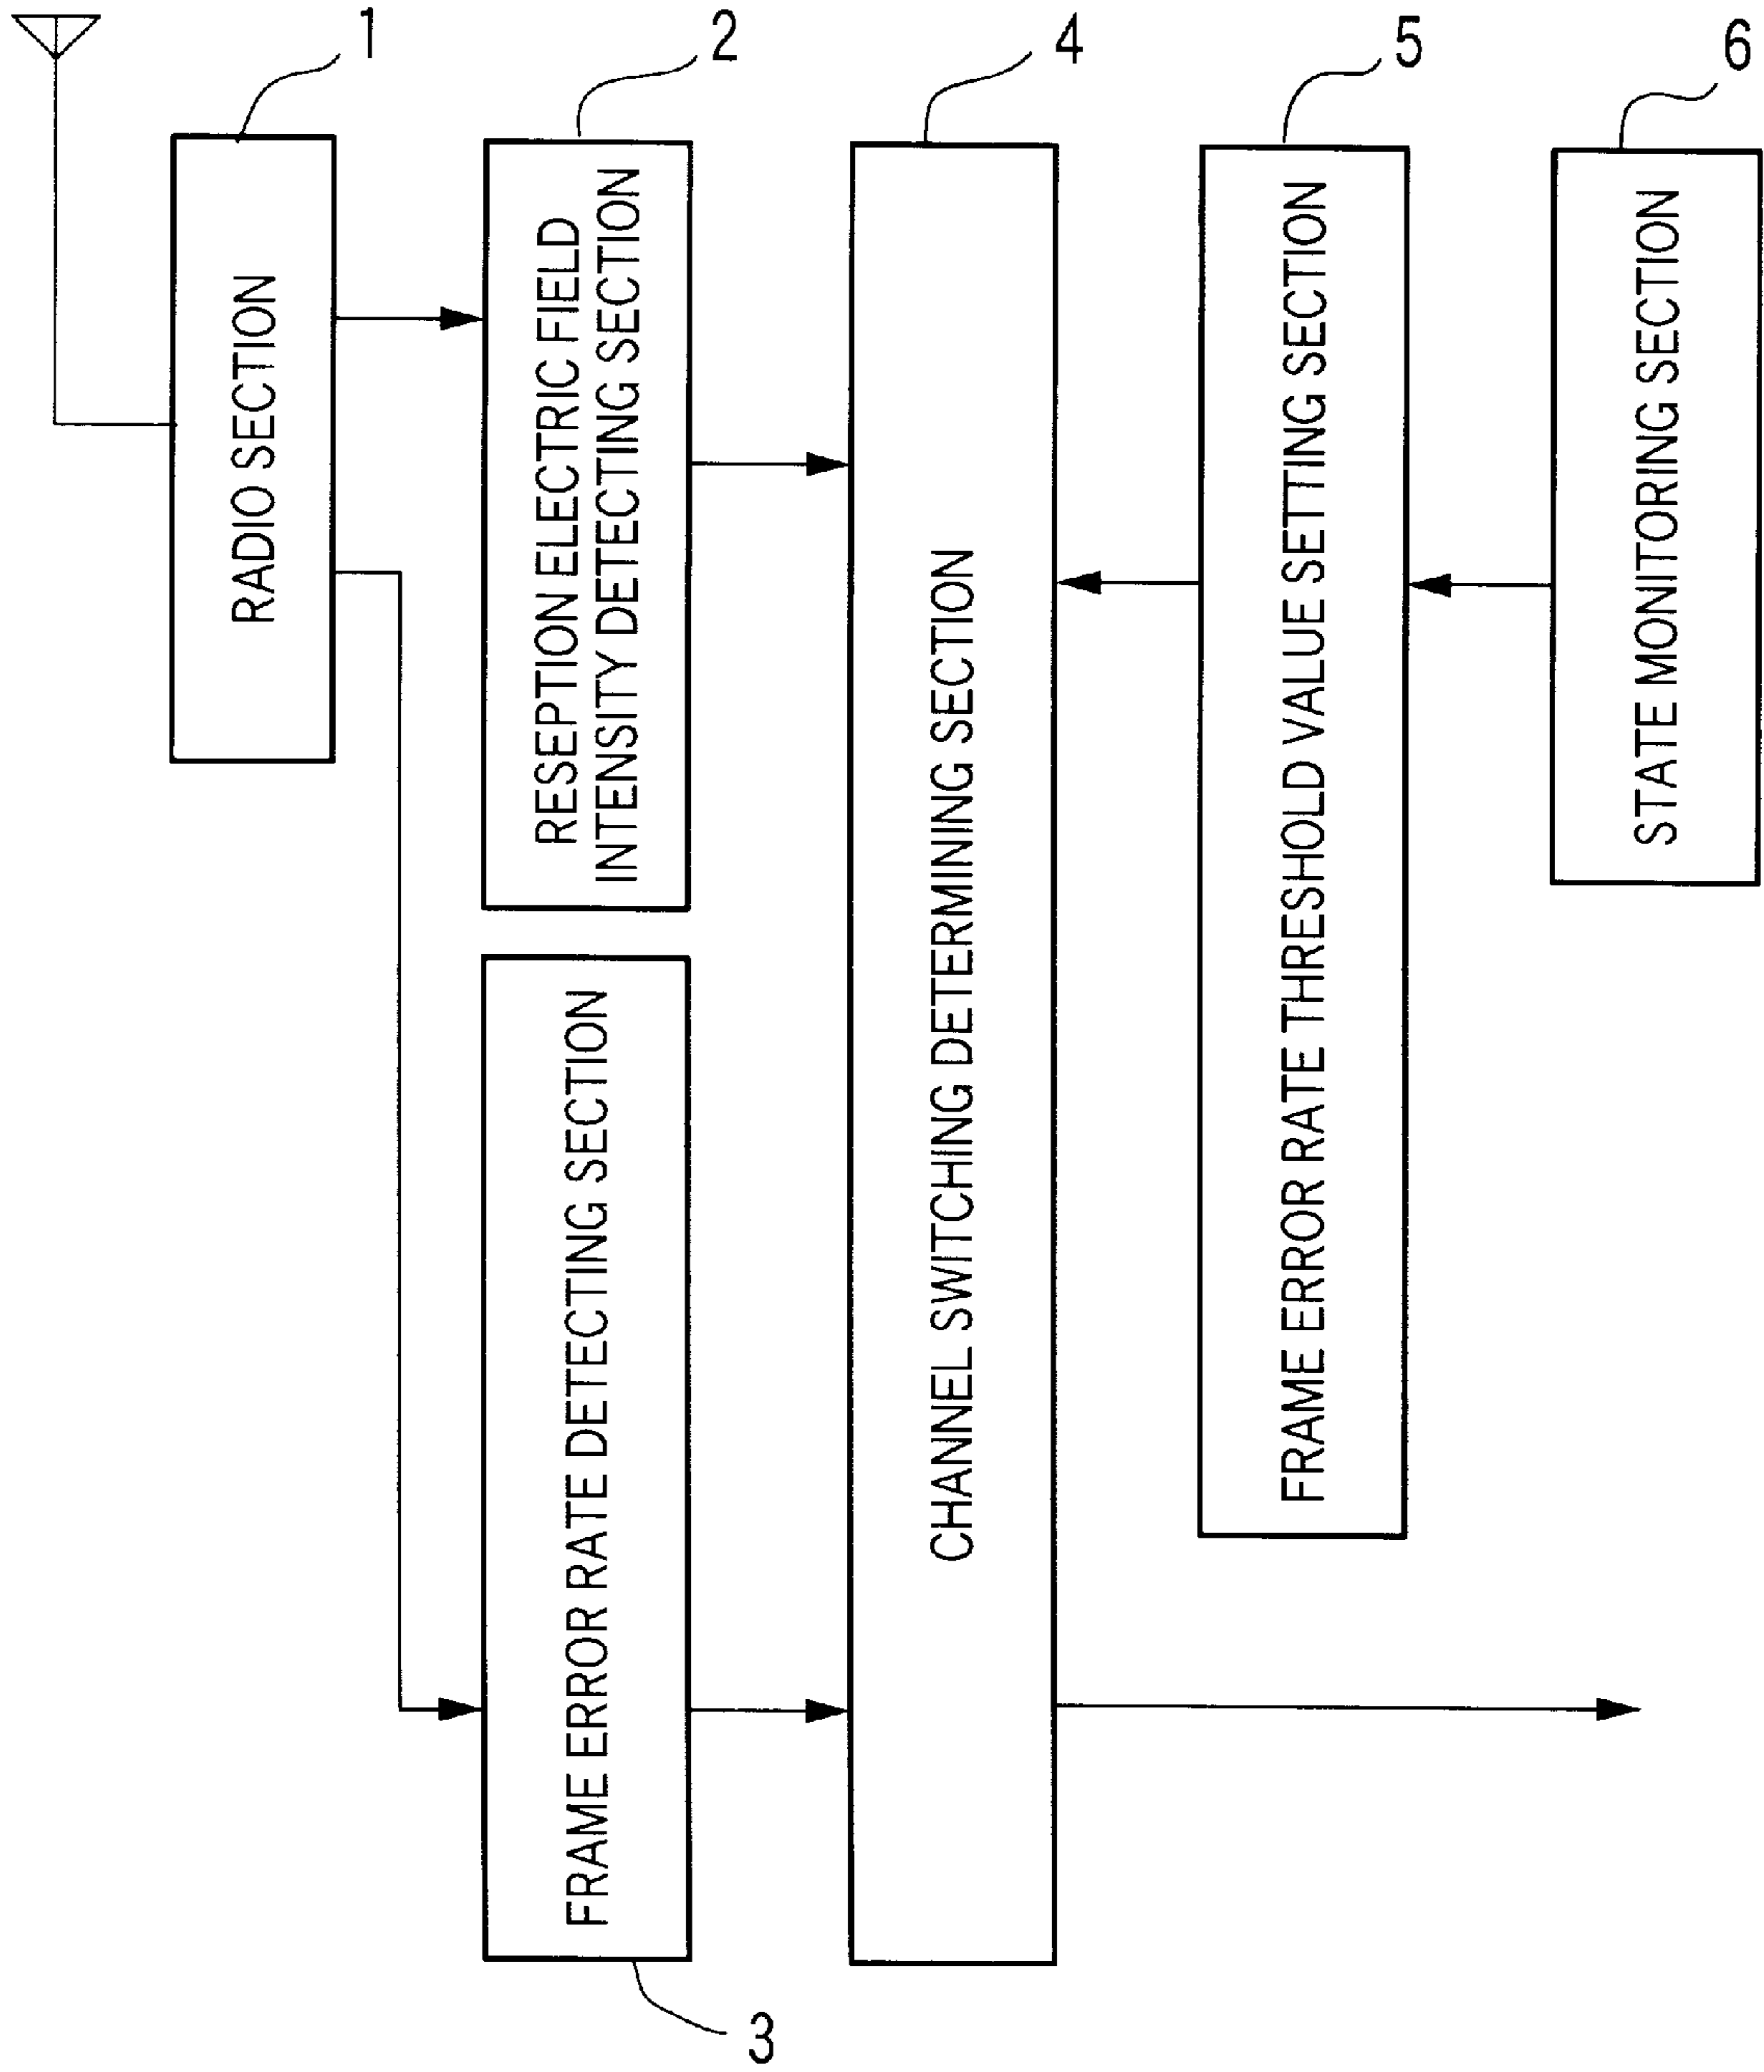 1
RADIO SECTION
2
RESEPTION ELECTRIC FIELD
INTENSITY DETECTING SECTION
3
FRAME ERROR RATE DETECTING SECTION
4
CHANNEL SWITCHING DETERMINING SECTION
5
FRAME ERROR RATE THRESHOLD VALUE SETTING SECTION
6
STATE MONITORING SECTION